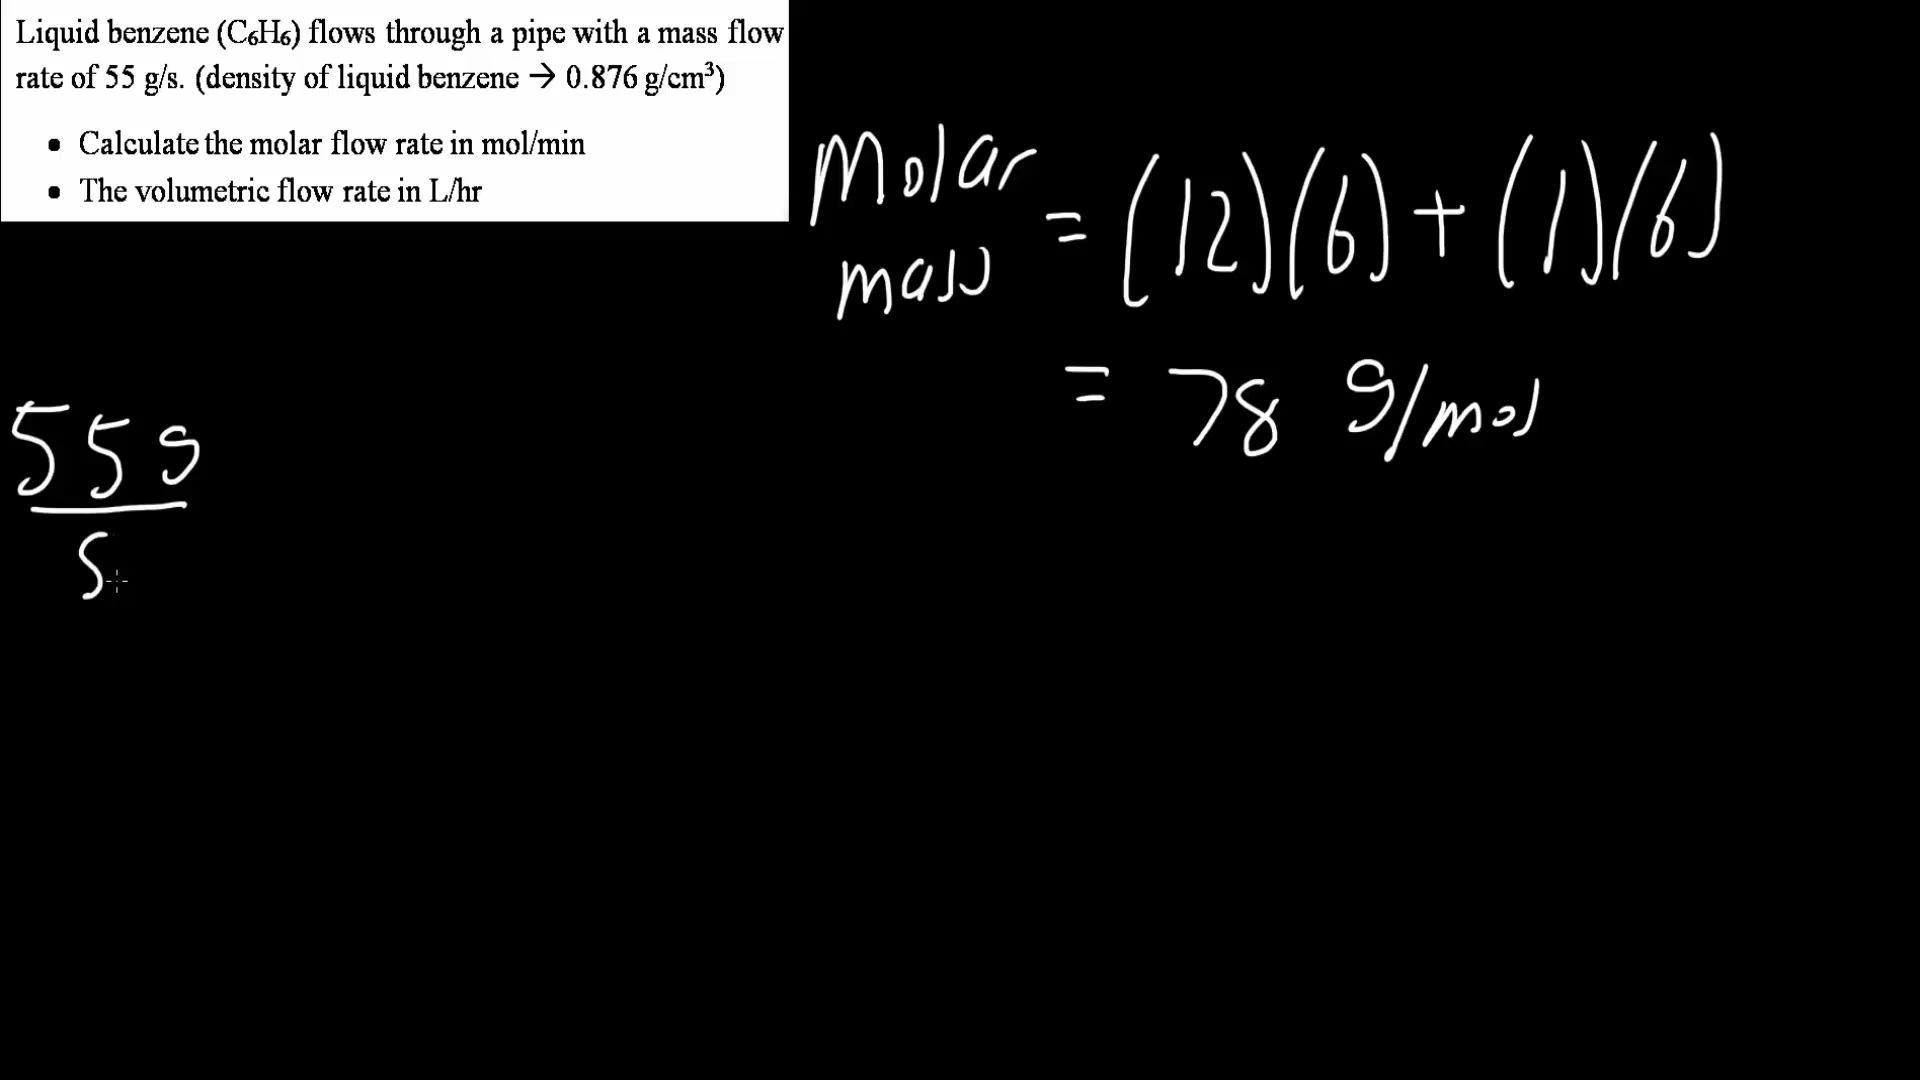 Liquid benzene (C₆H₆) flows through a pipe with a mass flow
rate of 55 g/s. (density of liquid benzene → 0.876 g/cm³)
• Calculate the molar flow rate in mol/min
• The volumetric flow rate in L/hr
Molar
mass = (12)(6) + (1)(6)
= 78 g/mol
55g
s